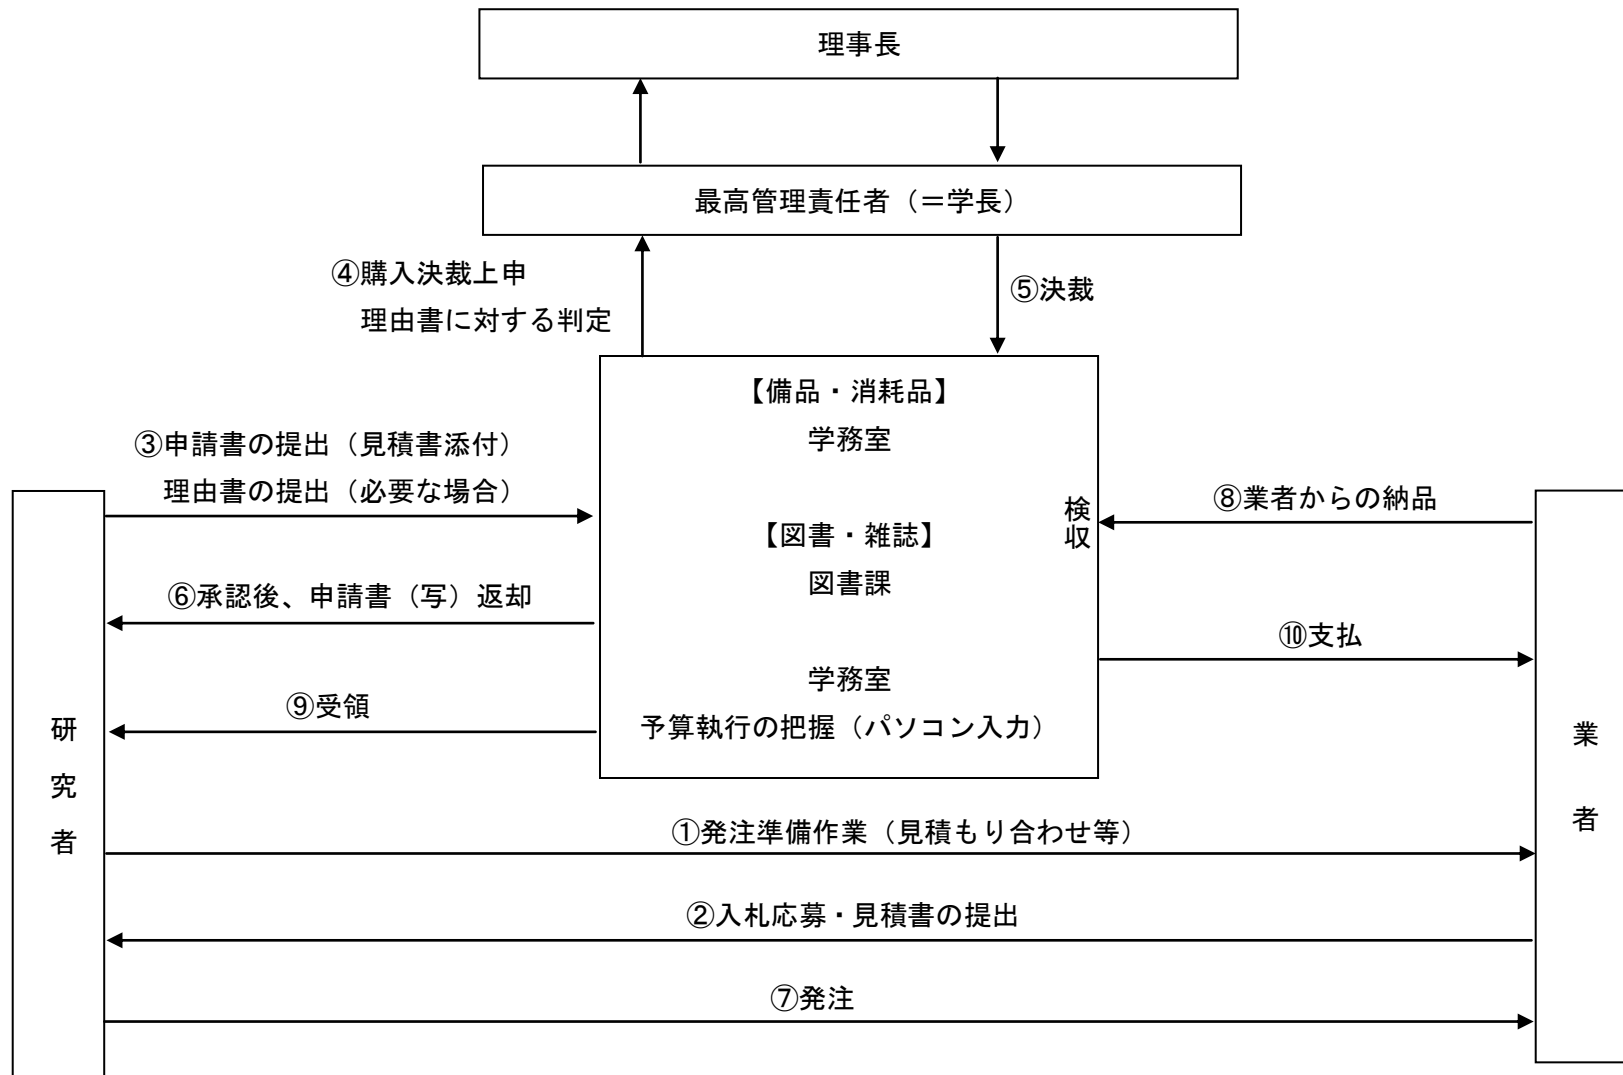 理事長
最高管理責任者（＝学長）
④購入決裁上申
理由書に対する判定
⑤決裁
【備品・消耗品】
学務室
③申請書の提出（見積書添付）
理由書の提出（必要な場合）
【図書・雑誌】
図書課
検収
⑧業者からの納品
⑥承認後、申請書（写）返却
⑩支払
学務室
予算執行の把握（パソコン入力）
⑨受領
研究者
業者
①発注準備作業（見積もり合わせ等）
②入札応募・見積書の提出
⑦発注